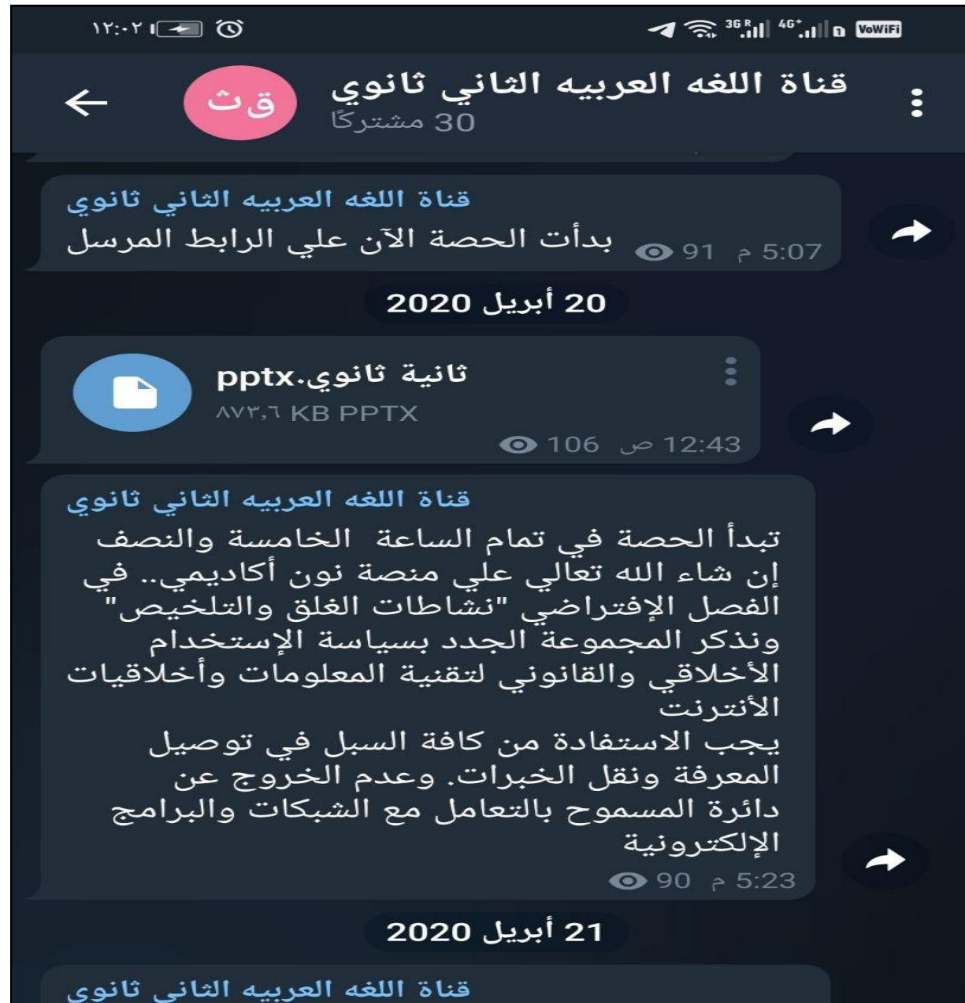 ١٢:٠٢
3G R 4G+ 1 VoWiFi
قناة اللغه العربيه الثاني ثانوي
ق ث
30 مشتركًا
قناة اللغه العربيه الثاني ثانوي
بدأت الحصة الآن علي الرابط المرسل
91 5:07 م
20 أبريل 2020
ثانية ثانوي.pptx
٨٧٣,٦ KB PPTX
106 12:43 ص
قناة اللغه العربيه الثاني ثانوي
تبدأ الحصة في تمام الساعة الخامسة والنصف
إن شاء الله تعالي علي منصة نون أكاديمي.. في
الفصل الإفتراضي "نشاطات الغلق والتلخيص"
ونذكر المجموعة الجدد بسياسة الإستخدام
الأخلاقي والقانوني لتقنية المعلومات وأخلاقيات
الأنترنت
يجب الاستفادة من كافة السبل في توصيل
المعرفة ونقل الخبرات. وعدم الخروج عن
دائرة المسموح بالتعامل مع الشبكات والبرامج
الإلكترونية
90 5:23 م
21 أبريل 2020
قناة اللغه العربيه الثاني ثانوي